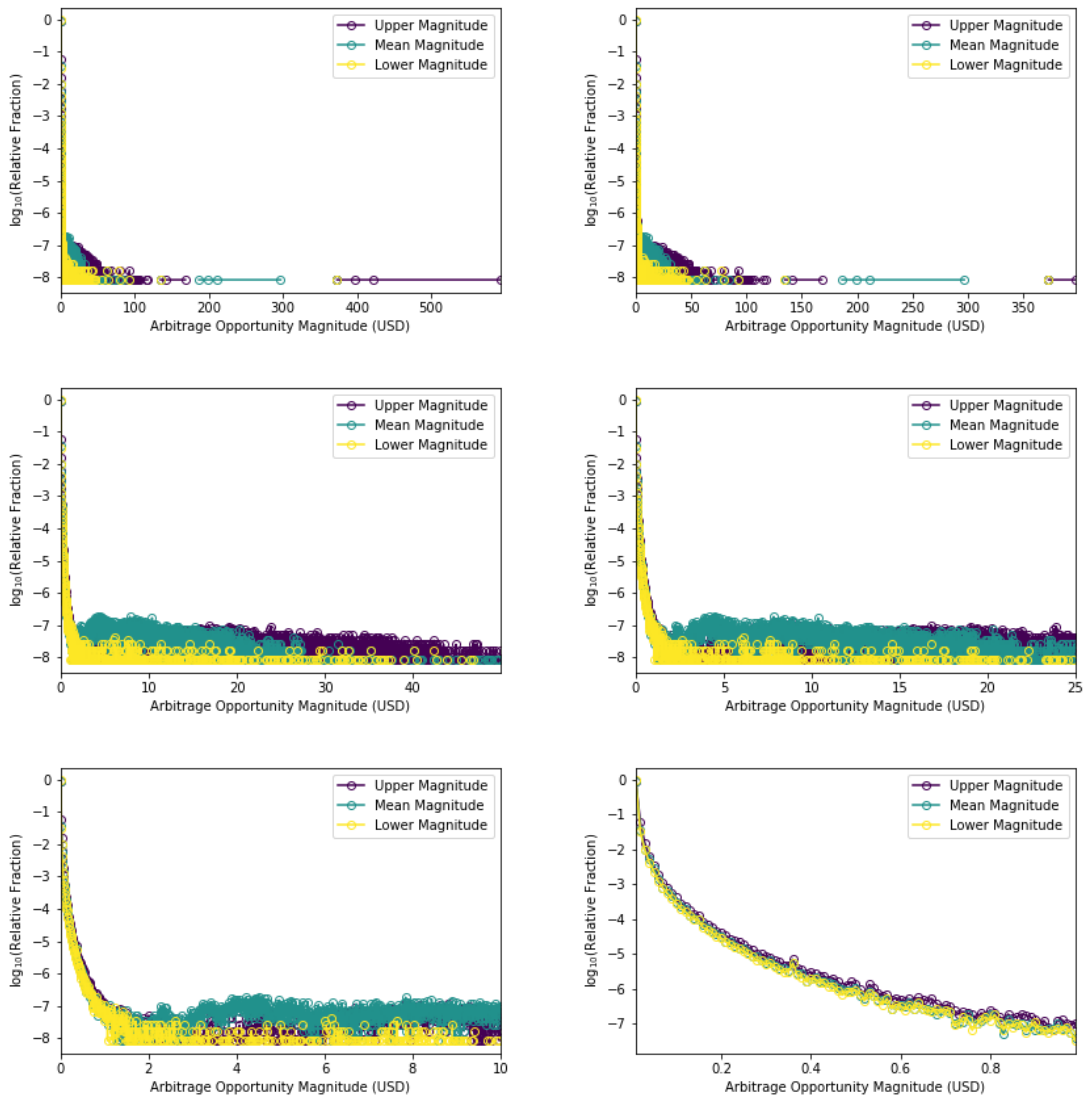 Upper Magnitude
Mean Magnitude
Lower Magnitude
0
−1
−2
−3
−4
−5
−6
−7
−8
log₁₀(Relative Fraction)
0 100 200 300 400 500
Arbitrage Opportunity Magnitude (USD)
Upper Magnitude
Mean Magnitude
Lower Magnitude
0
−1
−2
−3
−4
−5
−6
−7
−8
log₁₀(Relative Fraction)
0 50 100 150 200 250 300 350
Arbitrage Opportunity Magnitude (USD)
Upper Magnitude
Mean Magnitude
Lower Magnitude
0
−1
−2
−3
−4
−5
−6
−7
−8
log₁₀(Relative Fraction)
0 10 20 30 40
Arbitrage Opportunity Magnitude (USD)
Upper Magnitude
Mean Magnitude
Lower Magnitude
0
−1
−2
−3
−4
−5
−6
−7
−8
log₁₀(Relative Fraction)
0 5 10 15 20 25
Arbitrage Opportunity Magnitude (USD)
Upper Magnitude
Mean Magnitude
Lower Magnitude
0
−1
−2
−3
−4
−5
−6
−7
−8
log₁₀(Relative Fraction)
0 2 4 6 8 10
Arbitrage Opportunity Magnitude (USD)
Upper Magnitude
Mean Magnitude
Lower Magnitude
0
−1
−2
−3
−4
−5
−6
−7
log₁₀(Relative Fraction)
0.2 0.4 0.6 0.8
Arbitrage Opportunity Magnitude (USD)